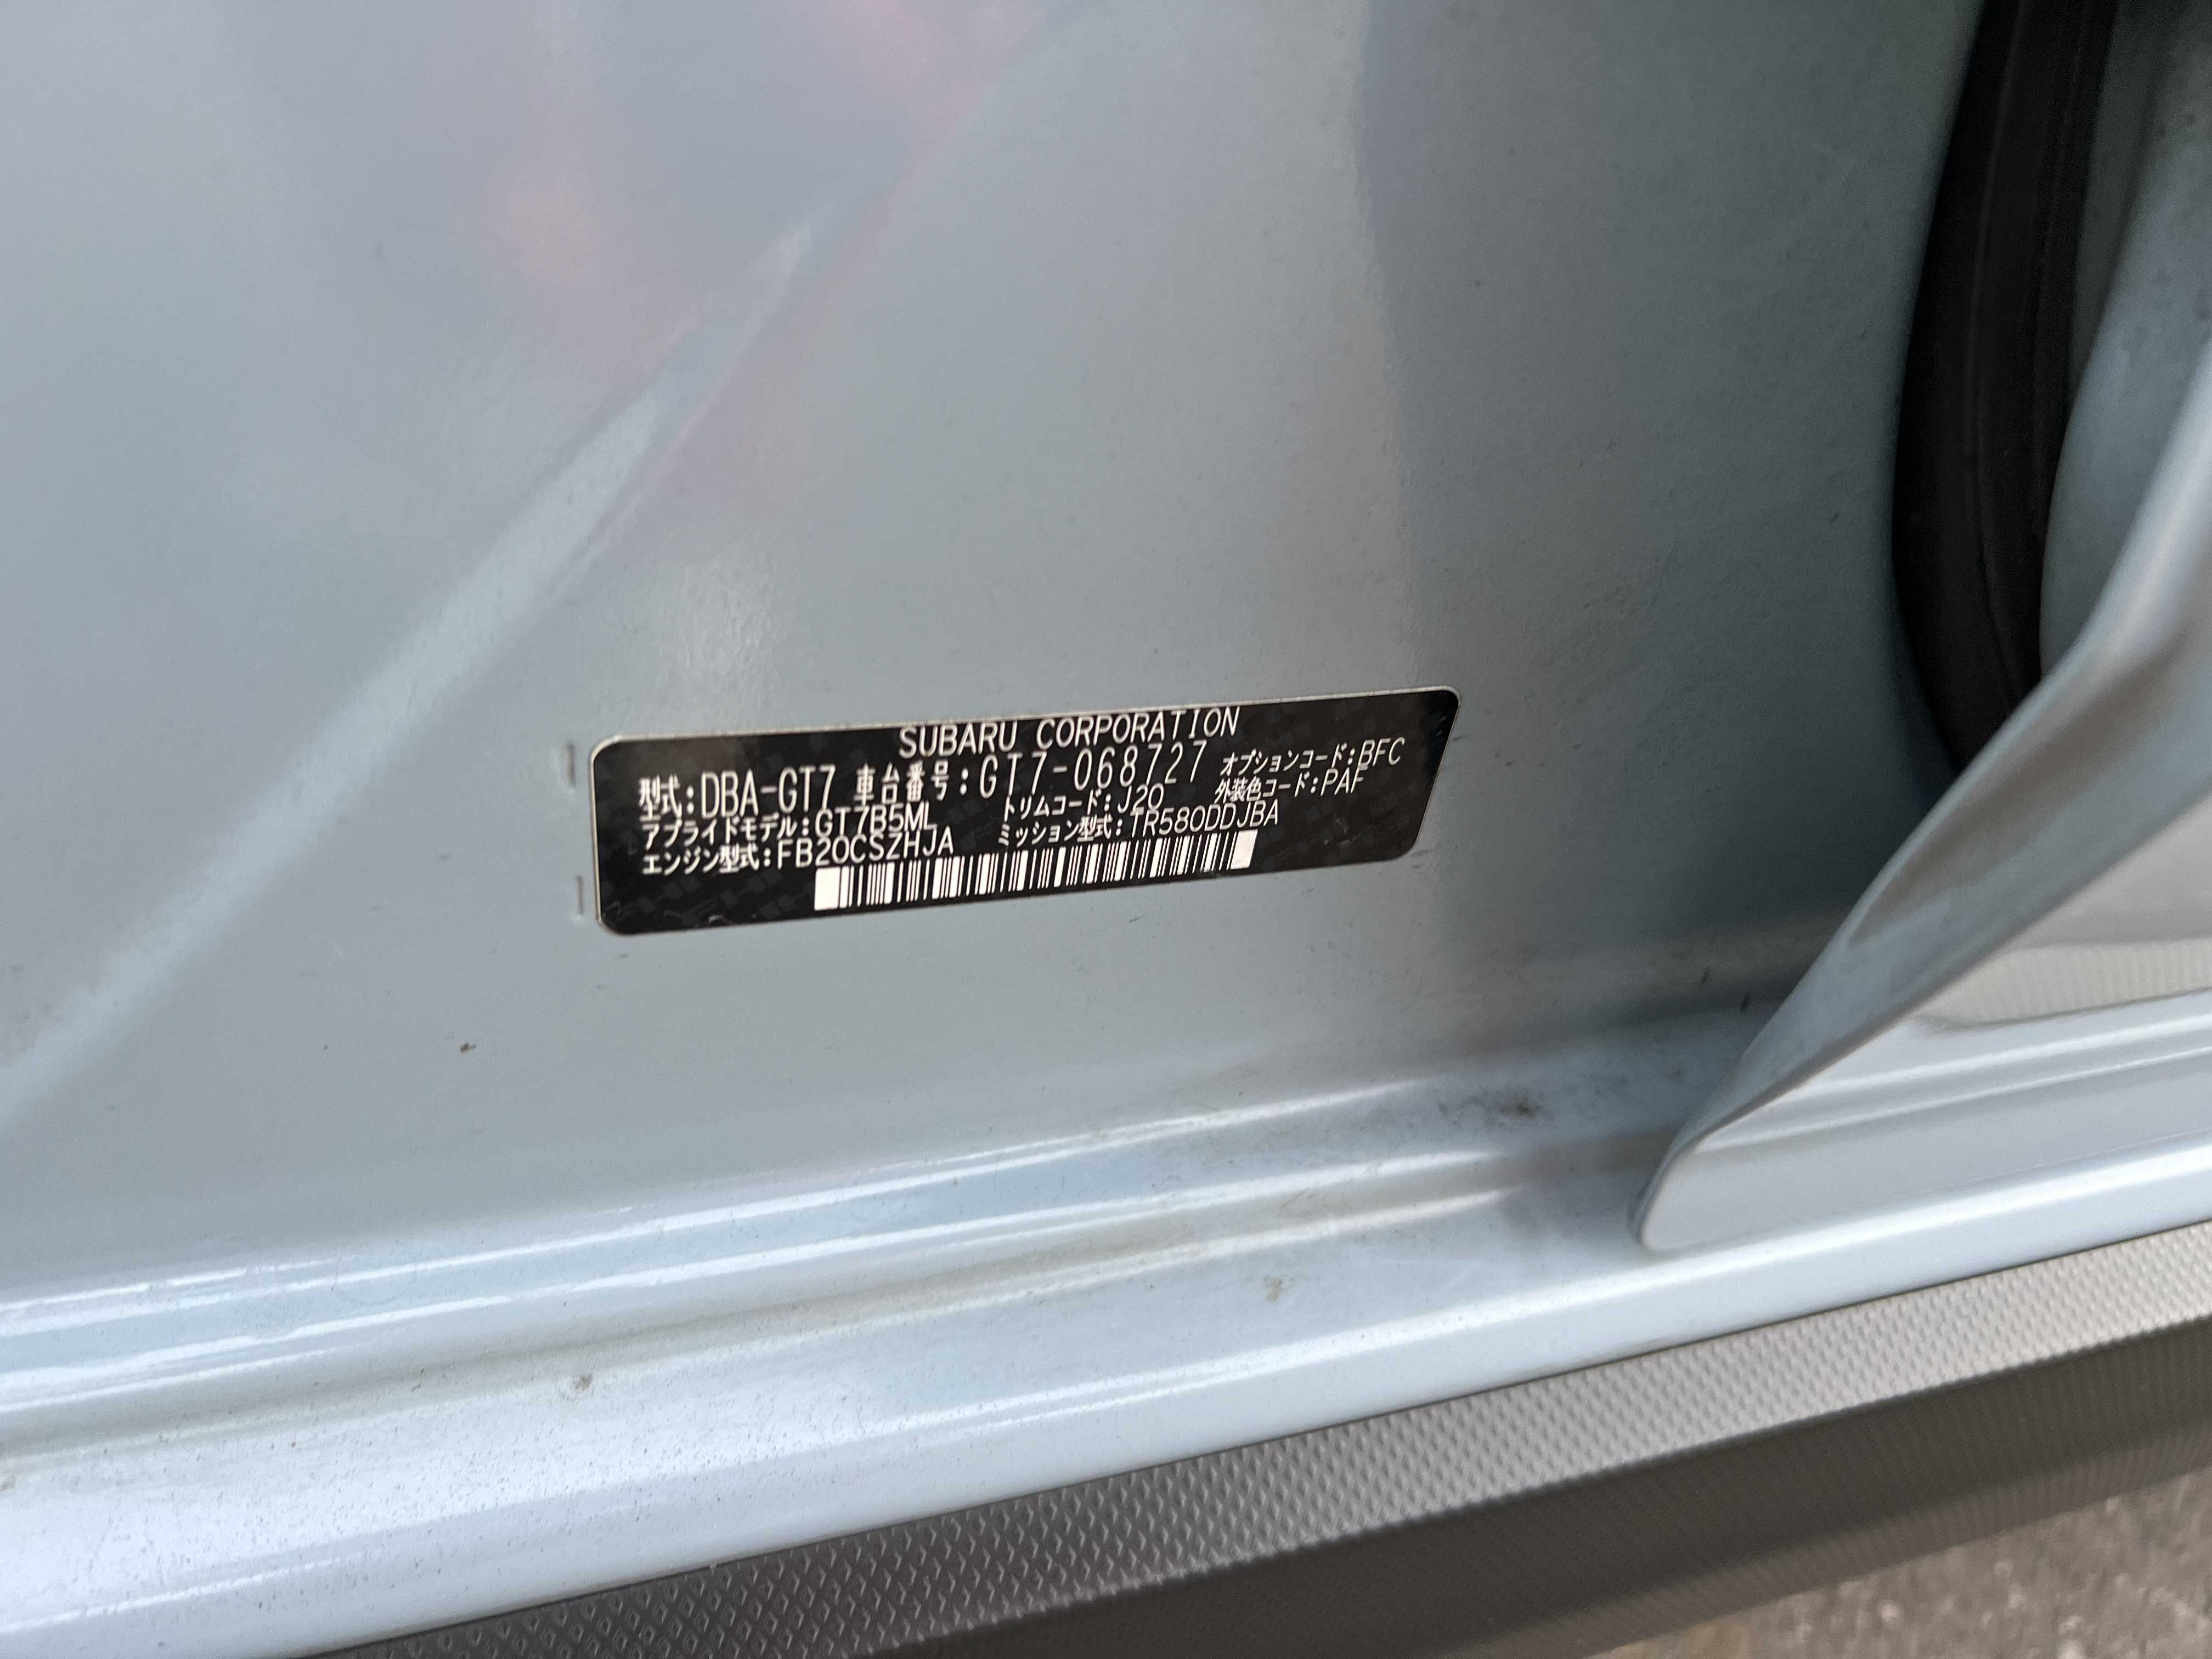 SUBARU CORPORATION
型式:DBA-GT7 車台番号:GT7-068727 オプションコード:BFC
アプライドモデル:GT7B5ML トリムコード:J20 外装色コード:PAF
エンジン型式:FB20CSZHJA ミッション型式:TR580DDJBA